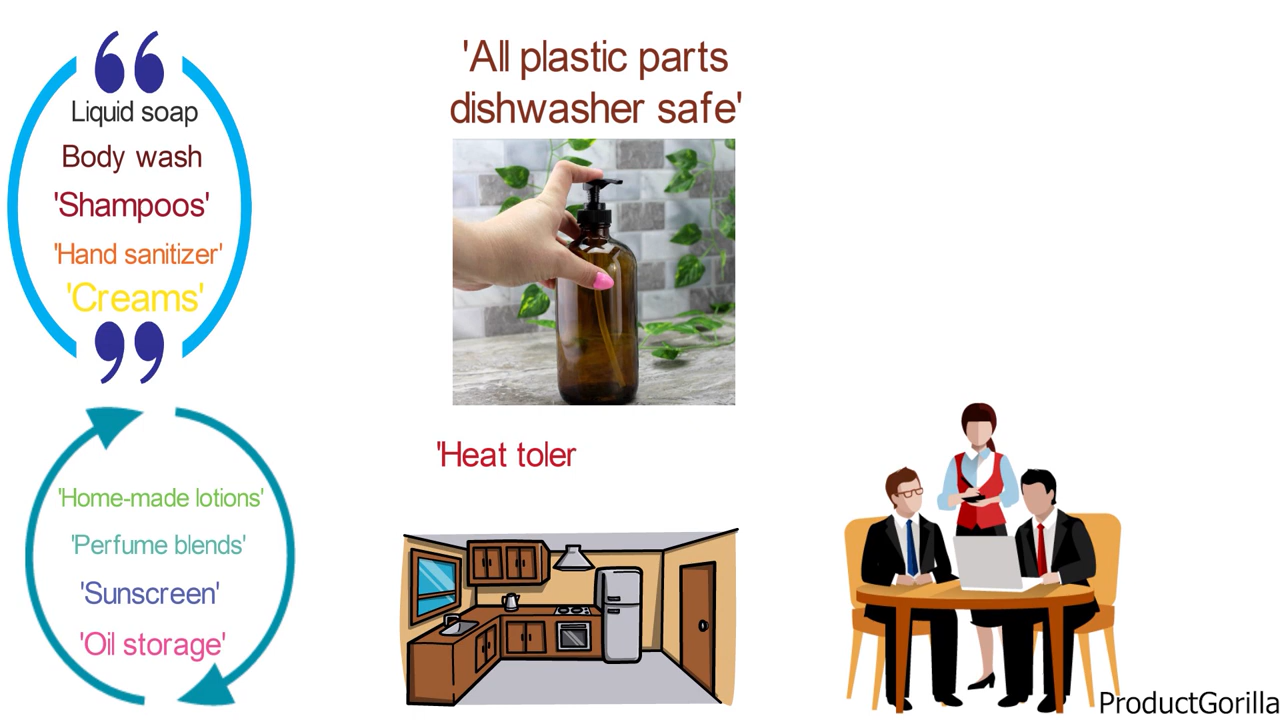 Liquid soap
Body wash
'Shampoos'
'Hand sanitizer'
'Creams'
'Home-made lotions'
'Perfume blends'
'Sunscreen'
'Oil storage'
'All plastic parts
dishwasher safe'
'Heat toler
ProductGorilla